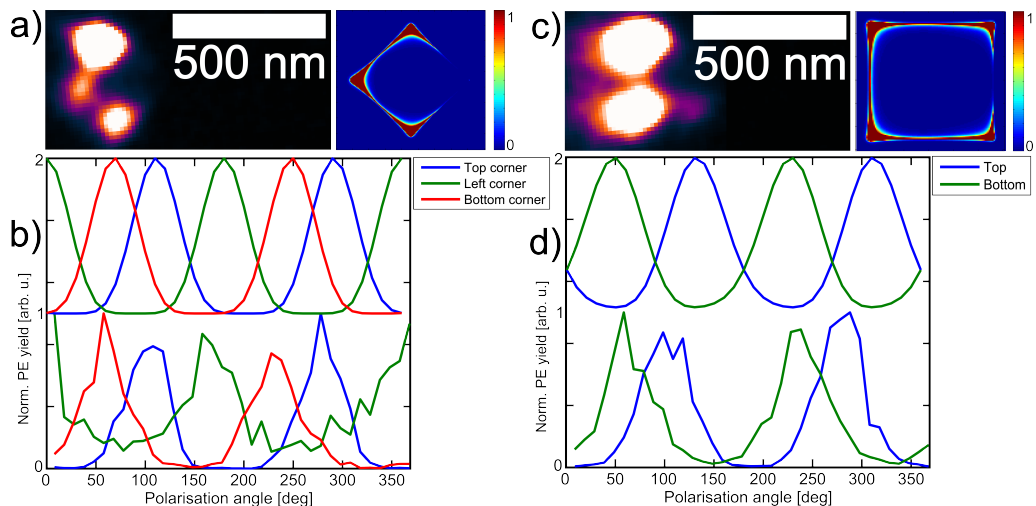 a)
500 nm
1
0
c)
500 nm
1
0
b)
Top corner
Left corner
Bottom corner
2
1
0
Norm. PE yield [arb. u.]
0 50 100 150 200 250 300 350
Polarisation angle [deg]
d)
Top
Bottom
2
1
0
Norm. PE yield [arb. u.]
0 50 100 150 200 250 300 350
Polarisation angle [deg]